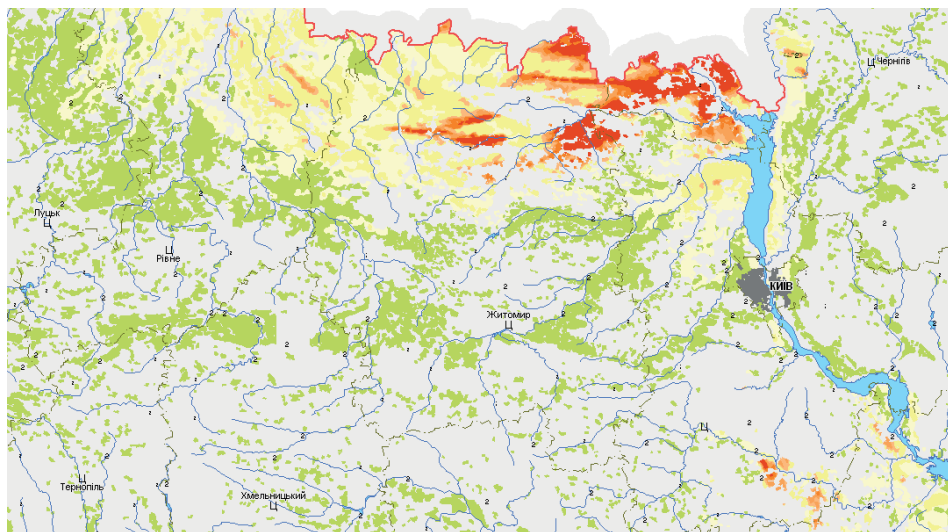 Ц Чернігів
Луцьк
Ц
Ц
Рівне
КИЇВ
Житомир
Ц
Ц
Ц
Тернопіль
Хмельницький
Ц